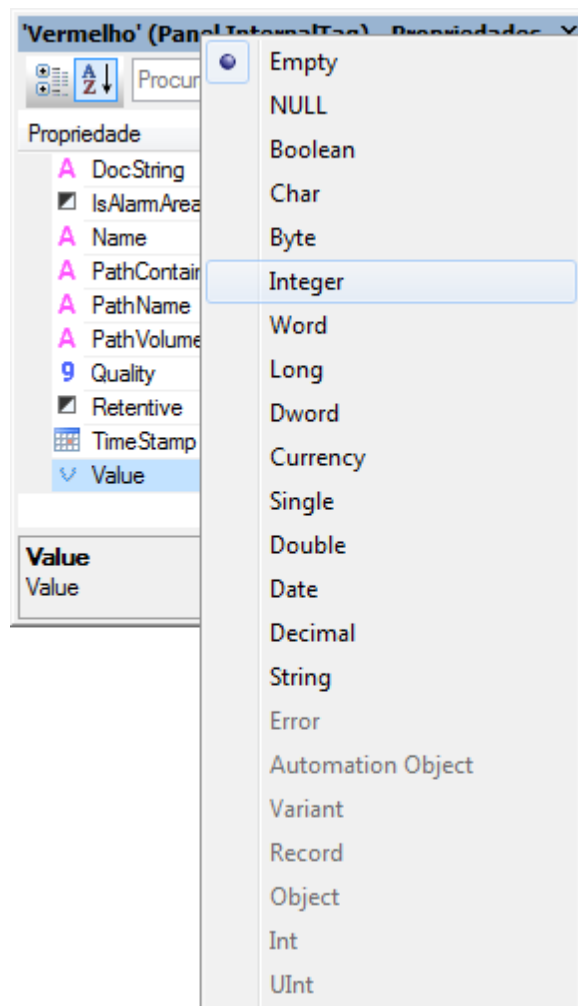 'Vermelho' (Panel.InternalTag) - Propriedades
Procur
Propriedade
DocString
IsAlarmArea
Name
PathContain
PathName
PathVolume
Quality
Retentive
TimeStamp
Value
Value
Value
Empty
NULL
Boolean
Char
Byte
Integer
Word
Long
Dword
Currency
Single
Double
Date
Decimal
String
Error
Automation Object
Variant
Record
Object
Int
UInt